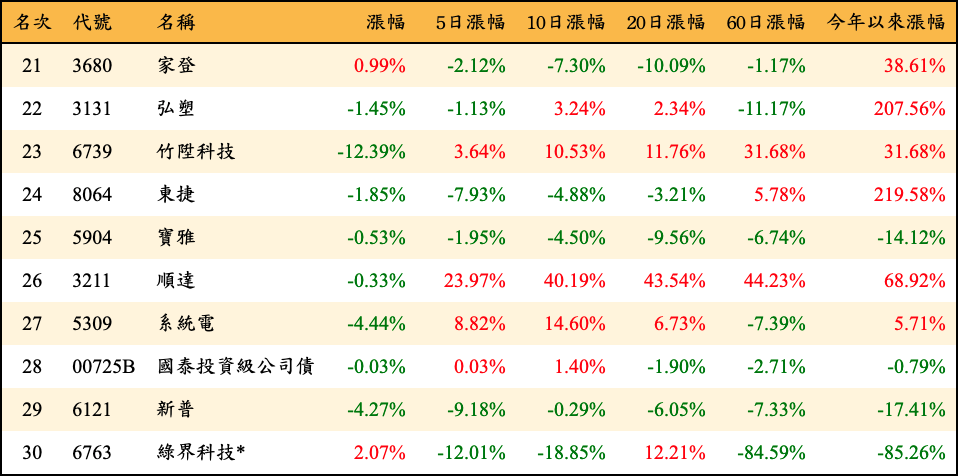 名次 代號 名稱 漲幅 5日漲幅 10日漲幅 20日漲幅 60日漲幅 今年以來漲幅
21 3680 家登 0.99% -2.12% -7.30% -10.09% -1.17% 38.61%
22 3131 弘塑 -1.45% -1.13% 3.24% 2.34% -11.17% 207.56%
23 6739 竹陞科技 -12.39% 3.64% 10.53% 11.76% 31.68% 31.68%
24 8064 東捷 -1.85% -7.93% -4.88% -3.21% 5.78% 219.58%
25 5904 寶雅 -0.53% -1.95% -4.50% -9.56% -6.74% -14.12%
26 3211 順達 -0.33% 23.97% 40.19% 43.54% 44.23% 68.92%
27 5309 系統電 -4.44% 8.82% 14.60% 6.73% -7.39% 5.71%
28 00725B 國泰投資級公司債 -0.03% 0.03% 1.40% -1.90% -2.71% -0.79%
29 6121 新普 -4.27% -9.18% -0.29% -6.05% -7.33% -17.41%
30 6763 綠界科技* 2.07% -12.01% -18.85% 12.21% -84.59% -85.26%